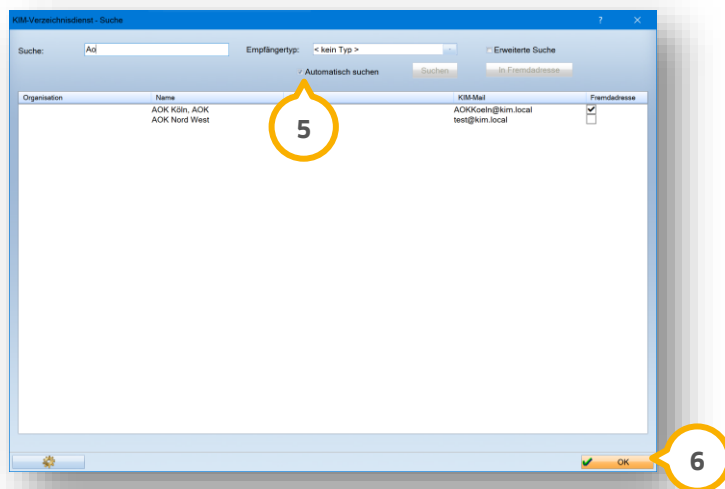 KIM-Verzeichnisdienst - Suche ? ×
Suche: Ao Empfängertyp: < kein Typ > Erweiterte Suche
Automatisch suchen Suchen In Fremdadresse
Organisation Name KIM-Mail Fremdadresse
AOK Köln, AOK AOKKoeln@kim.local
AOK Nord West test@kim.local
5
OK
6